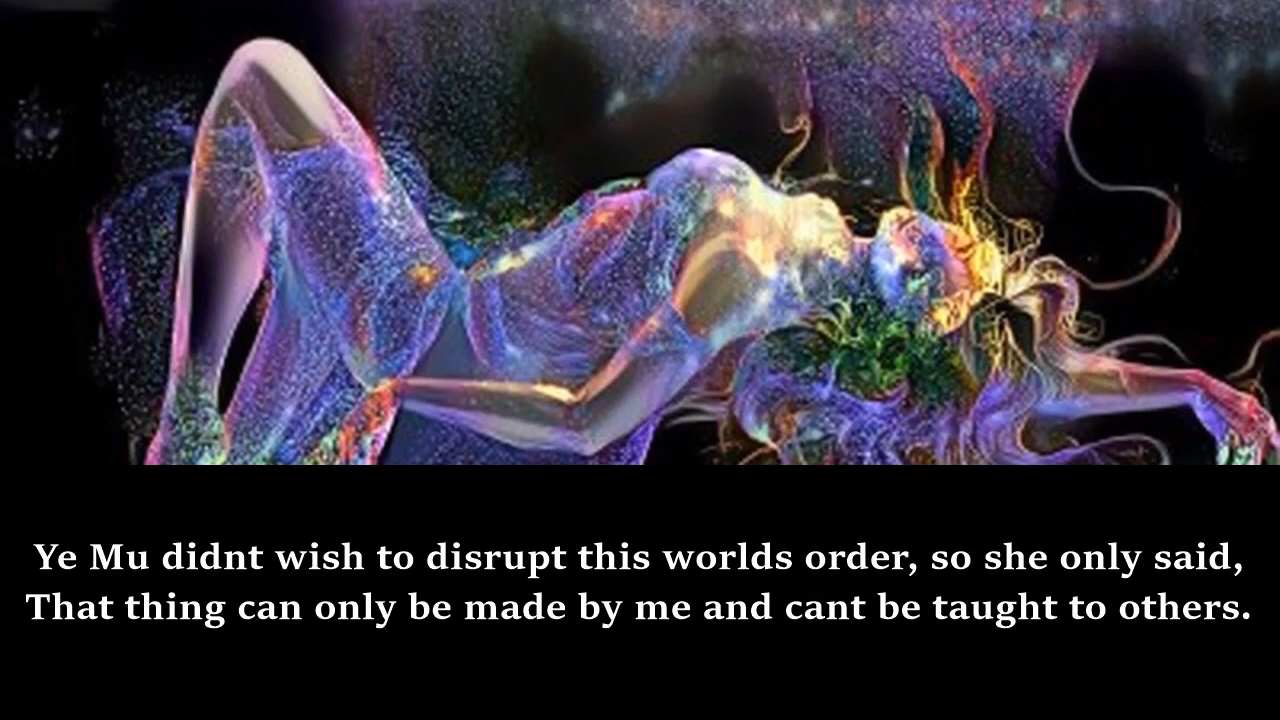 Ye Mu didnt wish to disrupt this worlds order, so she only said,
That thing can only be made by me and cant be taught to others.